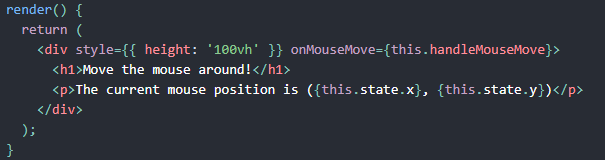 render() {
  return (
    <div style={{ height: '100vh' }} onMouseMove={this.handleMouseMove}>
      <h1>Move the mouse around!</h1>
      <p>The current mouse position is ({this.state.x}, {this.state.y})</p>
    </div>
  );
}